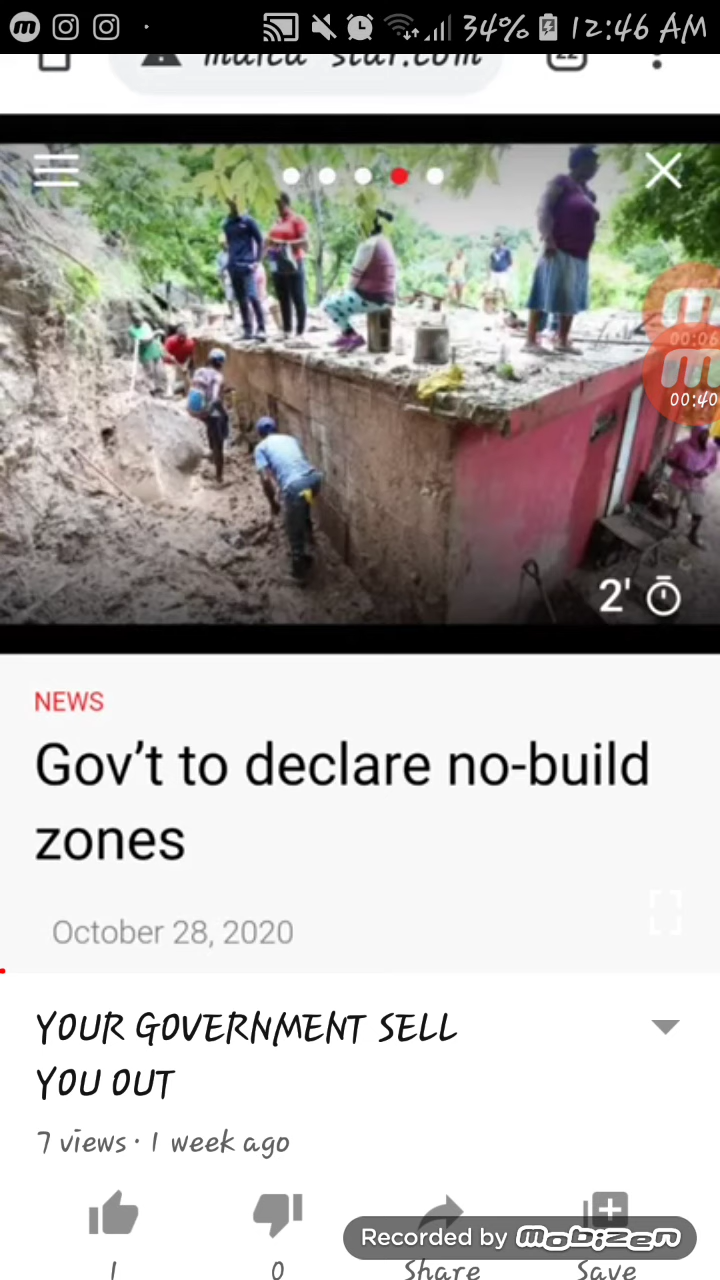 34% 12:46 AM
00:06
00:40
2'
NEWS
Gov't to declare no-build
zones
October 28, 2020
YOUR GOVERNMENT SELL
YOU OUT
7 views · 1 week ago
1 0 Share Save
Recorded by mobizen